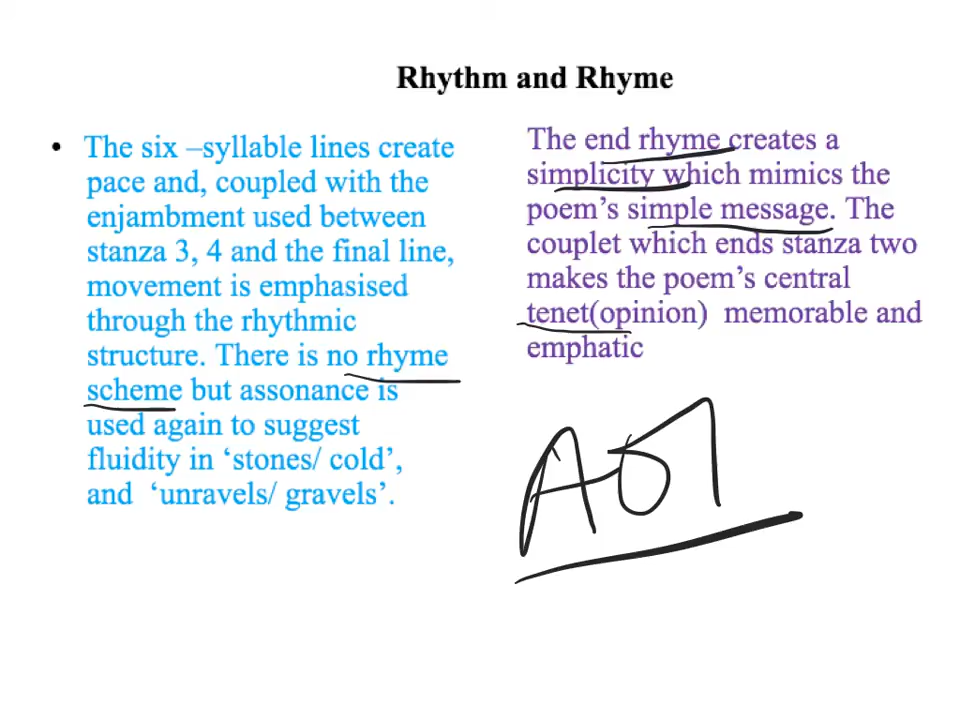 Rhythm and Rhyme
• The six –syllable lines create
pace and, coupled with the
enjambment used between
stanza 3, 4 and the final line,
movement is emphasised
through the rhythmic
structure. There is no rhyme
scheme but assonance is
used again to suggest
fluidity in ‘stones/ cold’,
and ‘unravels/ gravels’.
The end rhyme creates a
simplicity which mimics the
poem’s simple message. The
couplet which ends stanza two
makes the poem’s central
tenet(opinion) memorable and
emphatic
AO1